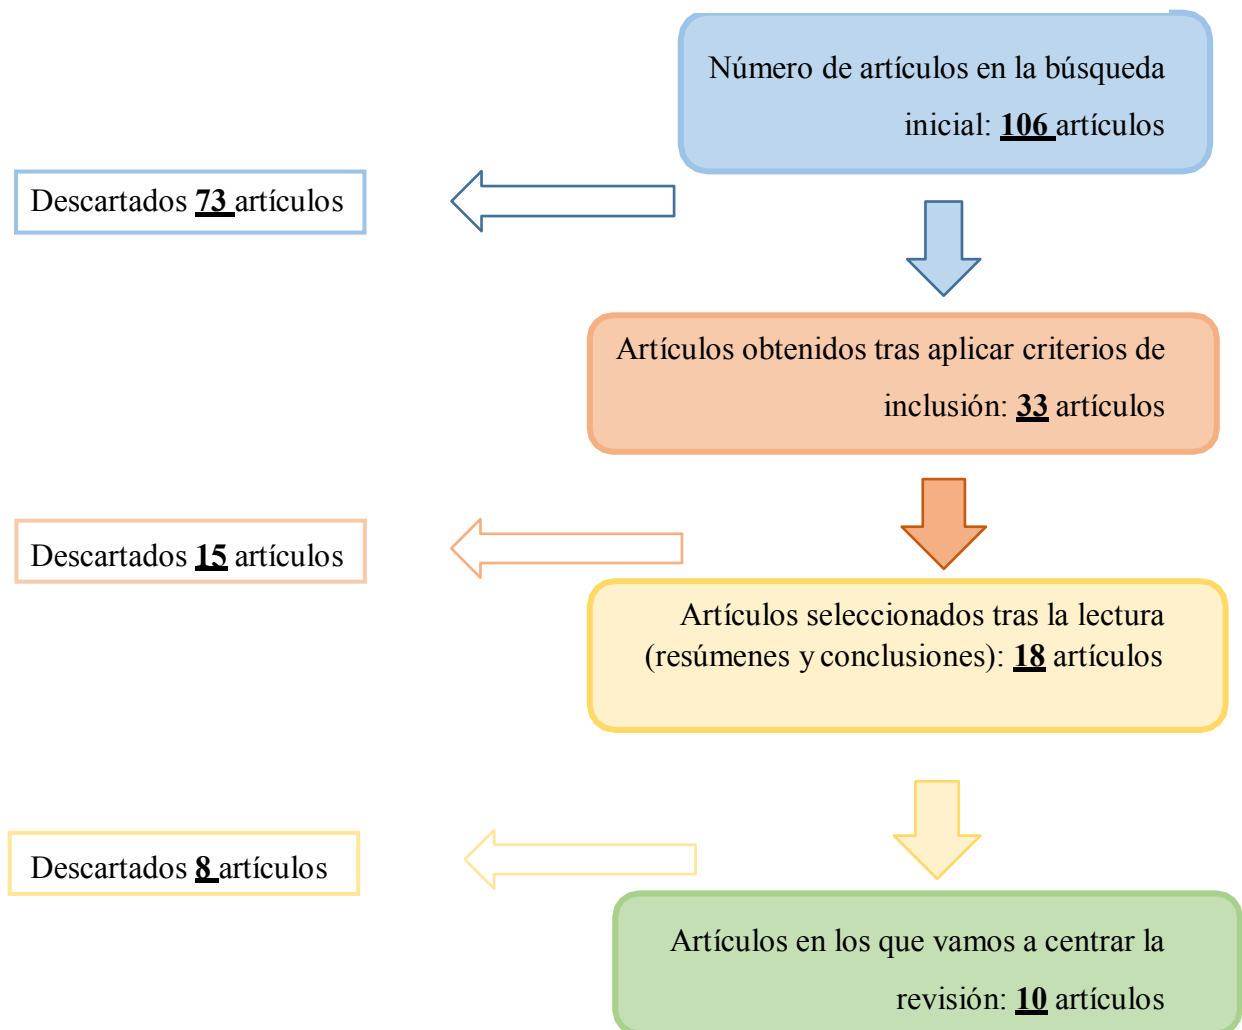 Número de artículos en la búsqueda
inicial: 106 artículos
Descartados 73 artículos
Artículos obtenidos tras aplicar criterios de
inclusión: 33 artículos
Descartados 15 artículos
Artículos seleccionados tras la lectura
(resúmenes y conclusiones): 18 artículos
Descartados 8 artículos
Artículos en los que vamos a centrar la
revisión: 10 artículos